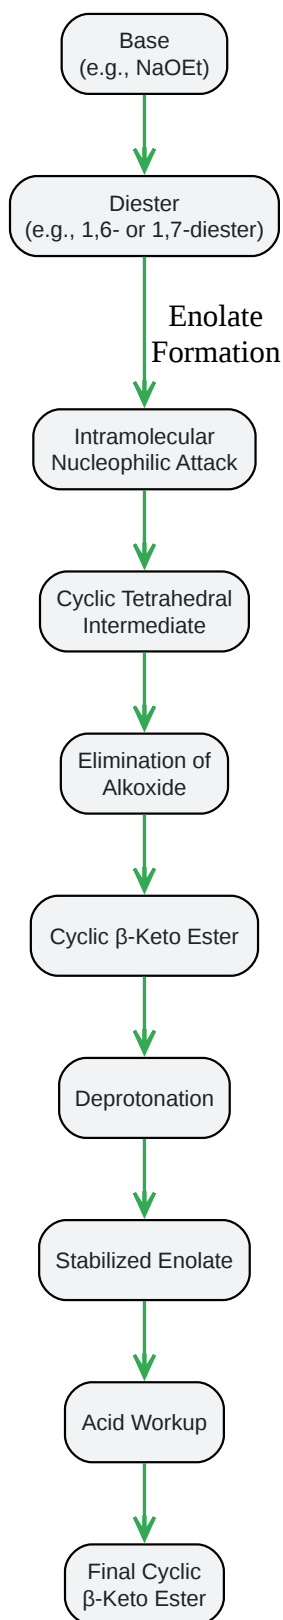 Base
(e.g., NaOEt)
Diester
(e.g., 1,6- or 1,7-diester)
Enolate
Formation
Intramolecular
Nucleophilic Attack
Cyclic Tetrahedral
Intermediate
Elimination of
Alkoxide
Cyclic β-Keto Ester
Deprotonation
Stabilized Enolate
Acid Workup
Final Cyclic
β-Keto Ester